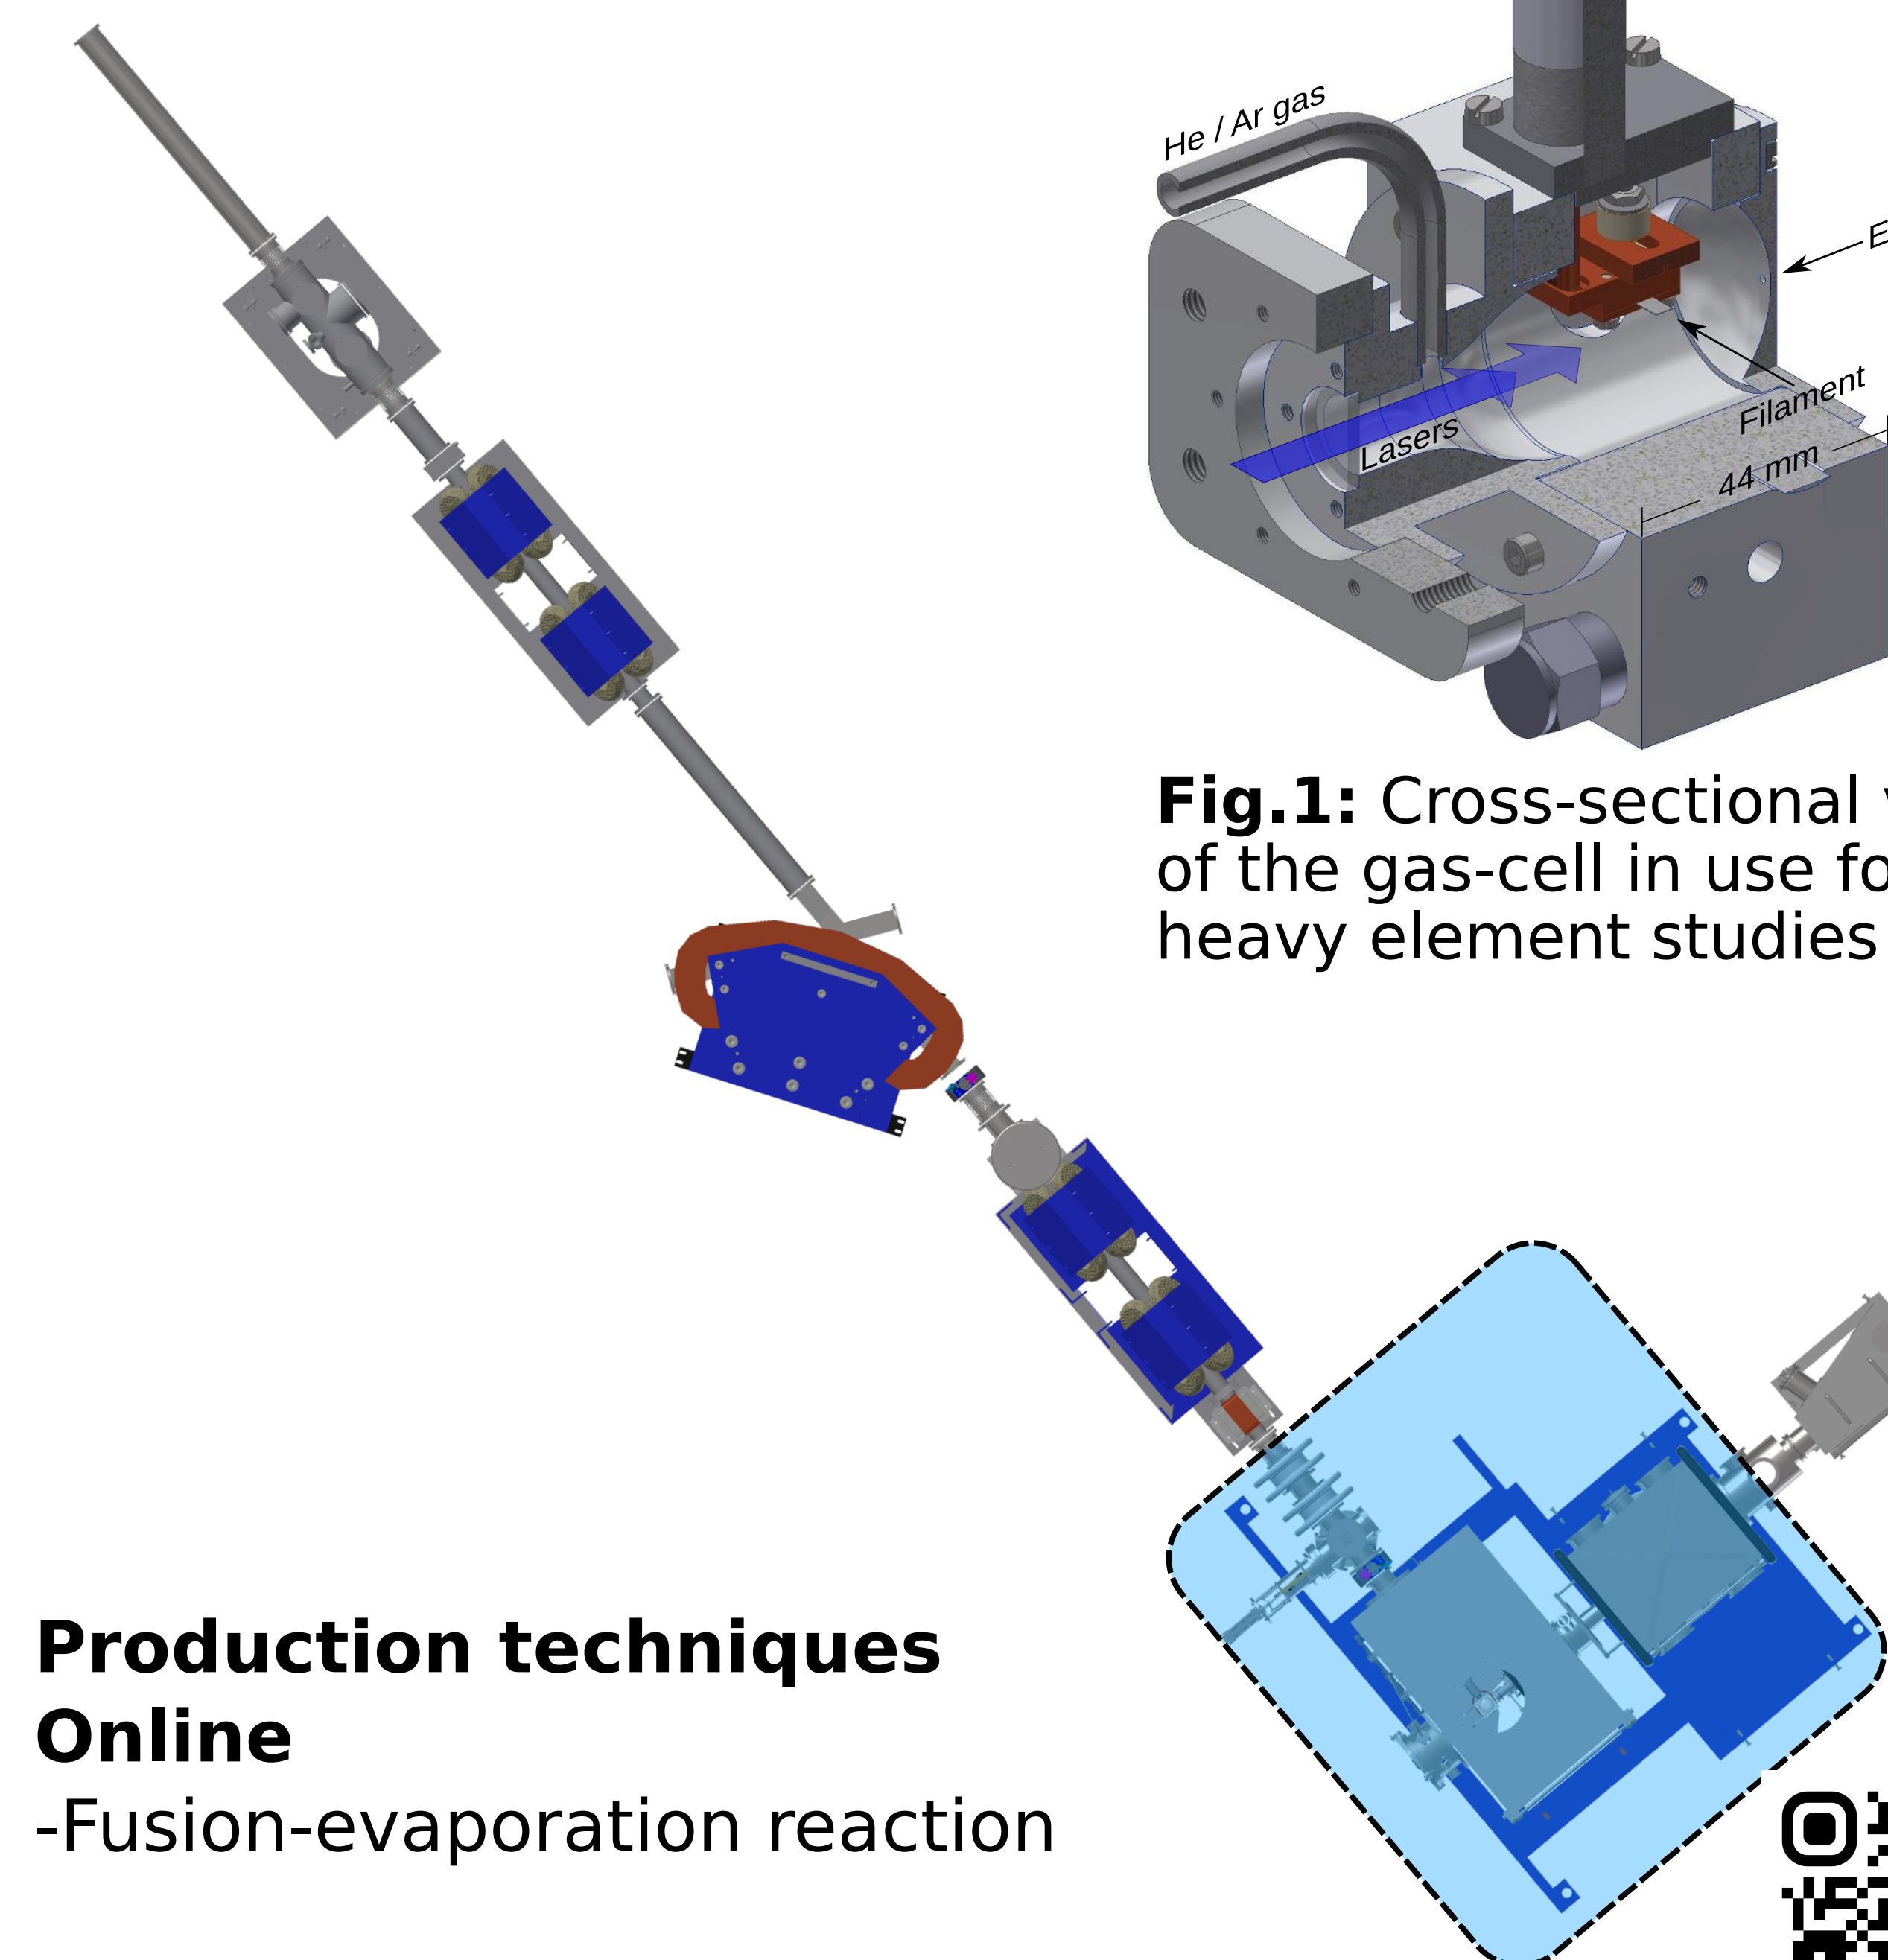 He / Ar gas
E
Filament
Lasers
44 mm
Fig.1: Cross-sectional
of the gas-cell in use fo
heavy element studies
Production techniques
Online
-Fusion-evaporation reaction